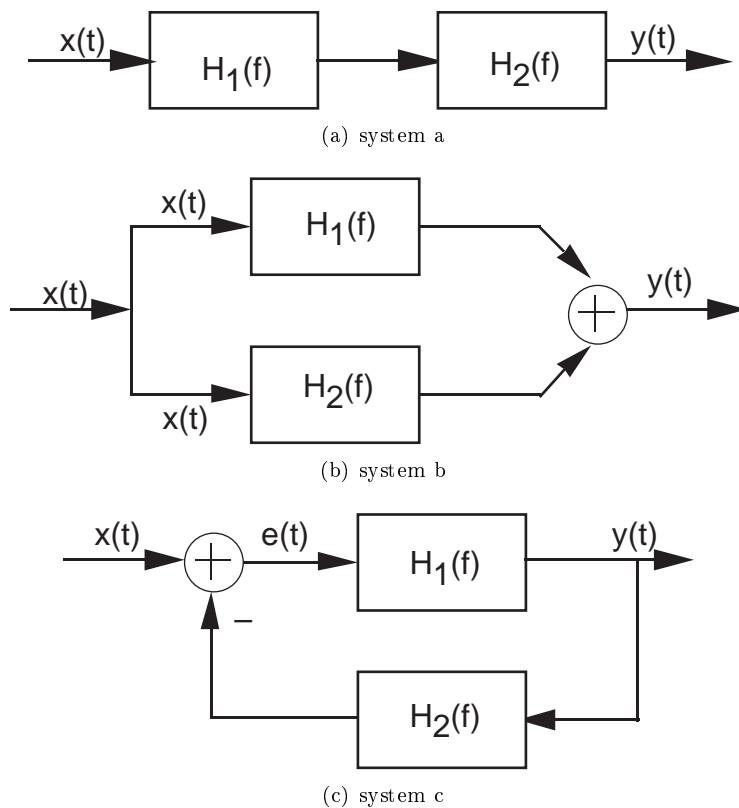 x(t)
H1(f)
H2(f)
y(t)
(a) system a
x(t)
H1(f)
x(t)
y(t)
H2(f)
x(t)
(b) system b
x(t)
e(t)
H1(f)
y(t)
–
H2(f)
(c) system c